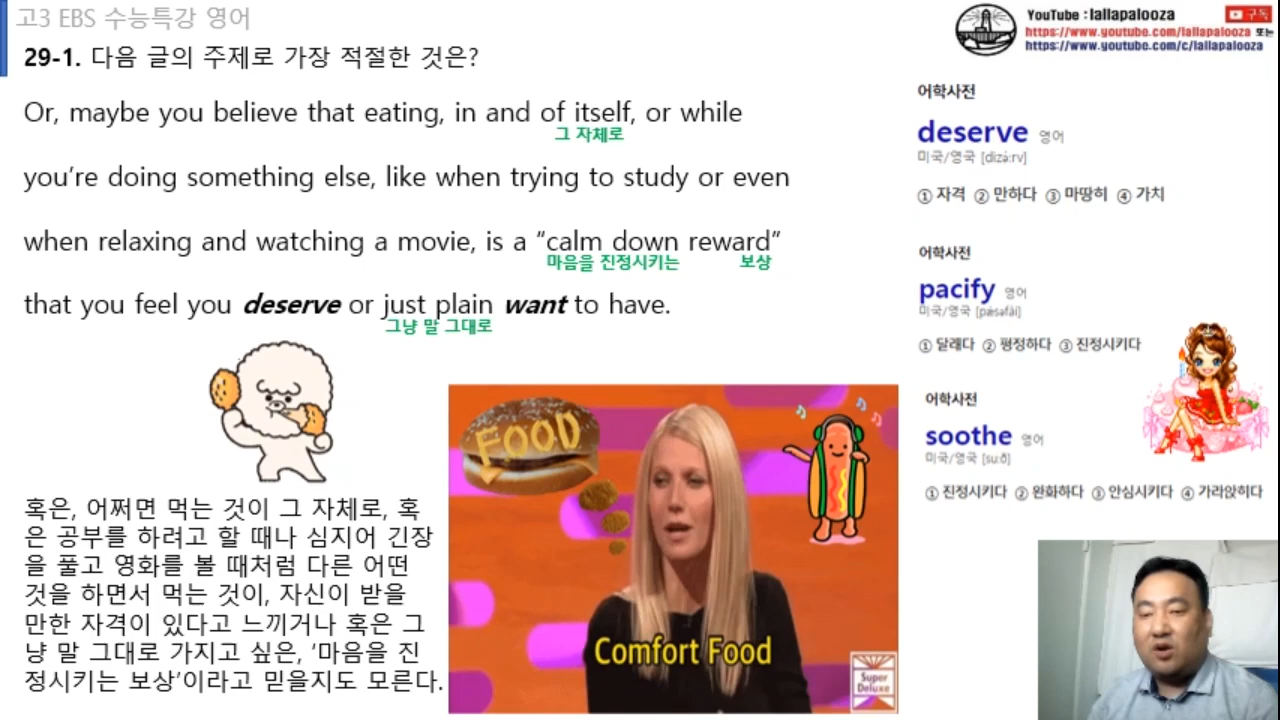 고3 EBS 수능특강 영어
29-1. 다음 글의 주제로 가장 적절한 것은?
Or, maybe you believe that eating, in and of itself, or while
그 자체로
you're doing something else, like when trying to study or even
when relaxing and watching a movie, is a “calm down reward”
마음을 진정시키는 보상
that you feel you deserve or just plain want to have.
그냥 말 그대로
혹은, 어쩌면 먹는 것이 그 자체로, 혹
은 공부를 하려고 할 때나 심지어 긴장
을 풀고 영화를 볼 때처럼 다른 어떤
것을 하면서 먹는 것이, 자신이 받을
만한 자격이 있다고 느끼거나 혹은 그
냥 말 그대로 가지고 싶은, ‘마음을 진
정시키는 보상’이라고 믿을지도 모른다.
FOOD
Comfort Food
Super
Deluxe
YouTube : lallapalooza
구독
https://www.youtube.com/lallapalooza 또는
https://www.youtube.com/c/lallapalooza
어학사전
deserve 영어
미국/영국 [dizə́:rv]
① 자격 ② 만하다 ③ 마땅히 ④ 가치
어학사전
pacify 영어
미국/영국 [pǽsəfài]
① 달래다 ② 평정하다 ③ 진정시키다
어학사전
soothe 영어
미국/영국 [su:ð]
① 진정시키다 ② 완화하다 ③ 안심시키다 ④ 가라앉히다